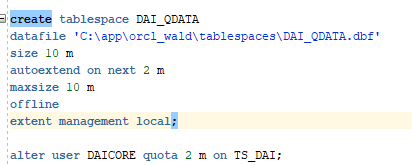 create tablespace DAI_QDATA
datafile 'C:\app\orcl_wald\tablespaces\DAI_QDATA.dbf'
size 10 m
autoextend on next 2 m
maxsize 10 m
offline
extent management local;
alter user DAICORE quota 2 m on TS_DAI;